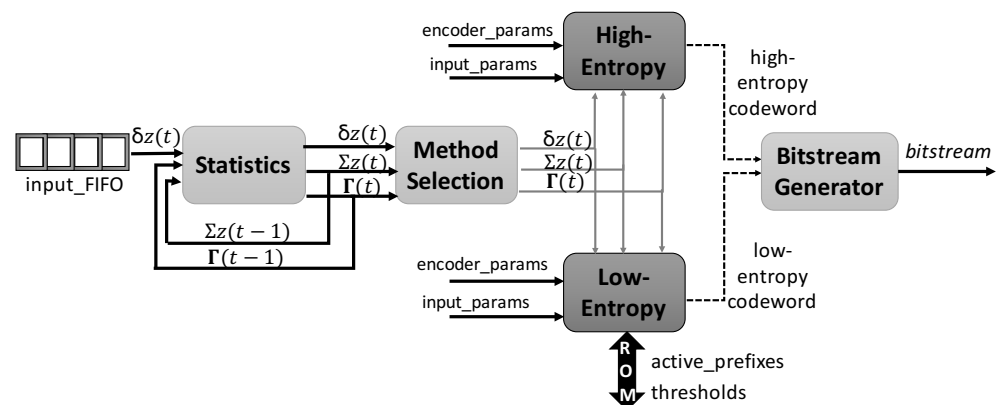 encoder_params
input_params
High-
Entropy
high-
entropy
codeword
δz(t)
input_FIFO
Statistics
δz(t)
Σz(t)
Γ(t)
Method
Selection
δz(t)
Σz(t)
Γ(t)
Bitstream
Generator
bitstream
Σz(t − 1)
Γ(t − 1)
encoder_params
input_params
Low-
Entropy
low-
entropy
codeword
ROM
active_prefixes
thresholds